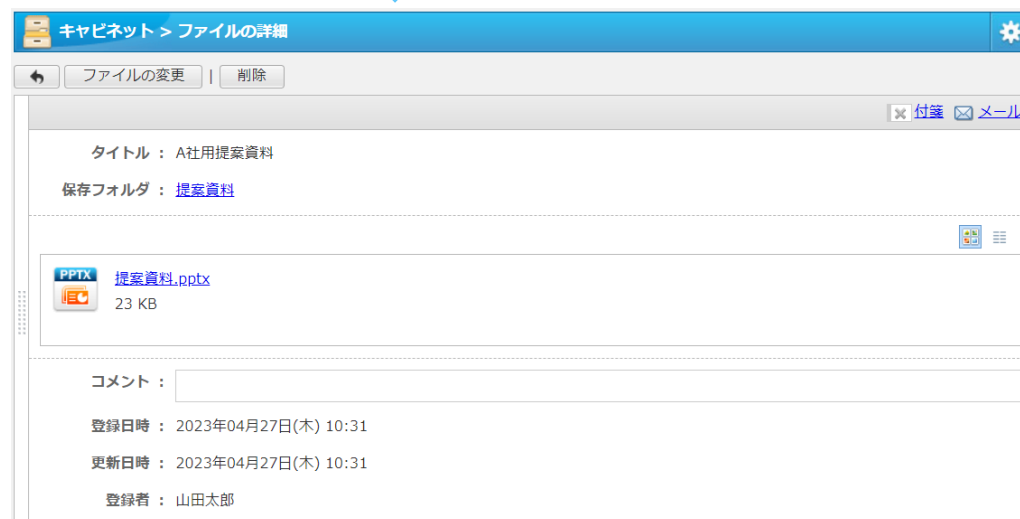 キャビネット > ファイルの詳細
ファイルの変更 | 削除
付箋 メール
タイトル : A社用提案資料
保存フォルダ : 提案資料
PPTX 提案資料.pptx
23 KB
コメント :
登録日時 : 2023年04月27日(木) 10:31
更新日時 : 2023年04月27日(木) 10:31
登録者 : 山田太郎